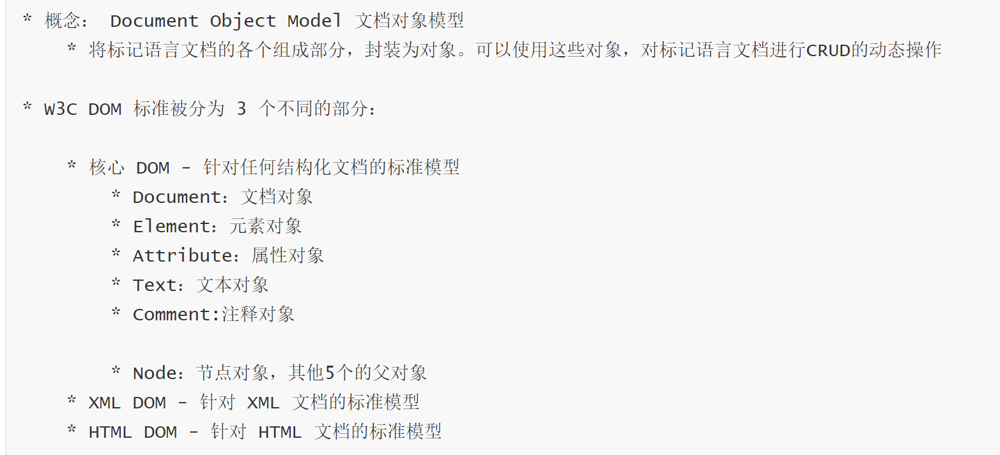 * 概念： Document Object Model 文档对象模型
* 将标记语言文档的各个组成部分，封装为对象。可以使用这些对象，对标记语言文档进行CRUD的动态操作
* W3C DOM 标准被分为 3 个不同的部分：
* 核心 DOM - 针对任何结构化文档的标准模型
* Document：文档对象
* Element：元素对象
* Attribute：属性对象
* Text：文本对象
* Comment:注释对象
* Node：节点对象，其他5个的父对象
* XML DOM - 针对 XML 文档的标准模型
* HTML DOM - 针对 HTML 文档的标准模型